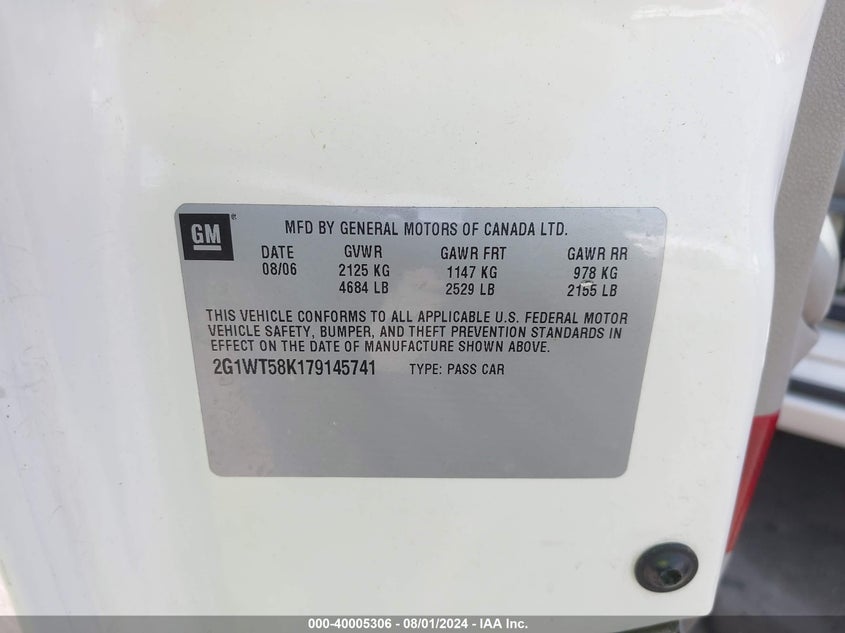 GM®
MFD BY GENERAL MOTORS OF CANADA LTD.
DATE GVWR GAWR FRT GAWR RR
08/06 2125 KG 1147 KG 978 KG
4684 LB 2529 LB 2155 LB
THIS VEHICLE CONFORMS TO ALL APPLICABLE U.S. FEDERAL MOTOR
VEHICLE SAFETY, BUMPER, AND THEFT PREVENTION STANDARDS IN
EFFECT ON THE DATE OF MANUFACTURE SHOWN ABOVE.
2G1WT58K179145741 TYPE: PASS CAR
000-40005306 - 08/01/2024 - IAA Inc.